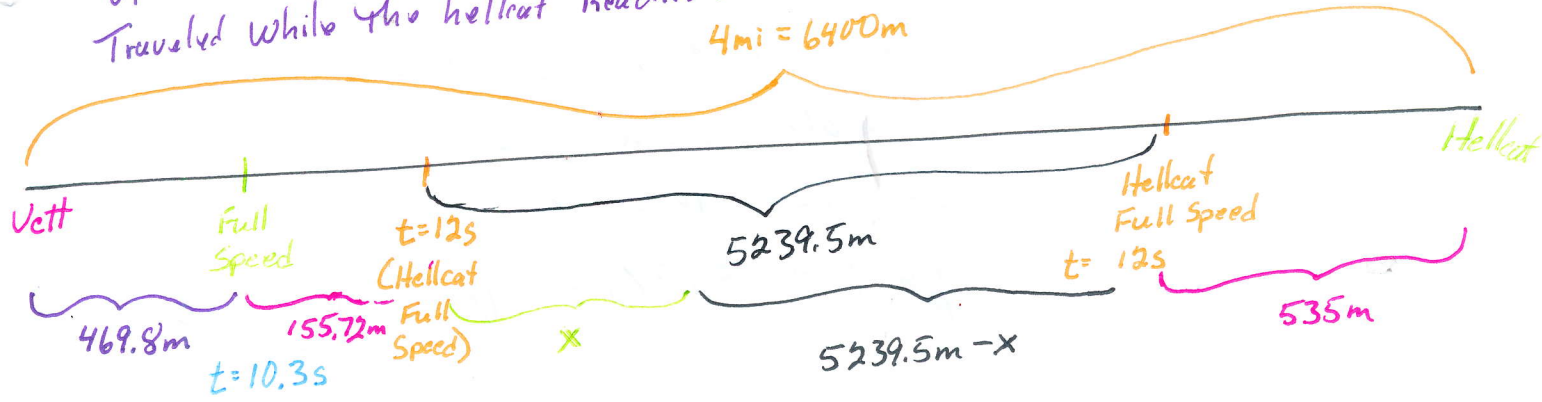 Traveled while the hellcat
4mi = 6400m
Vett
Full
Speed
t=12s
(Hellcat
Full
Speed)
5239.5m
Hellcat
Full Speed
t= 12s
Hellcat
469.8m
155.72m
x
5239.5m-x
535m
t=10.3s